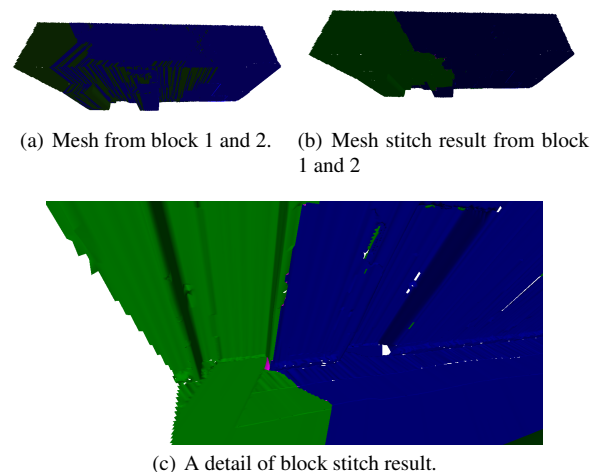 (a) Mesh from block 1 and 2.
(b) Mesh stitch result from block
1 and 2
(c) A detail of block stitch result.